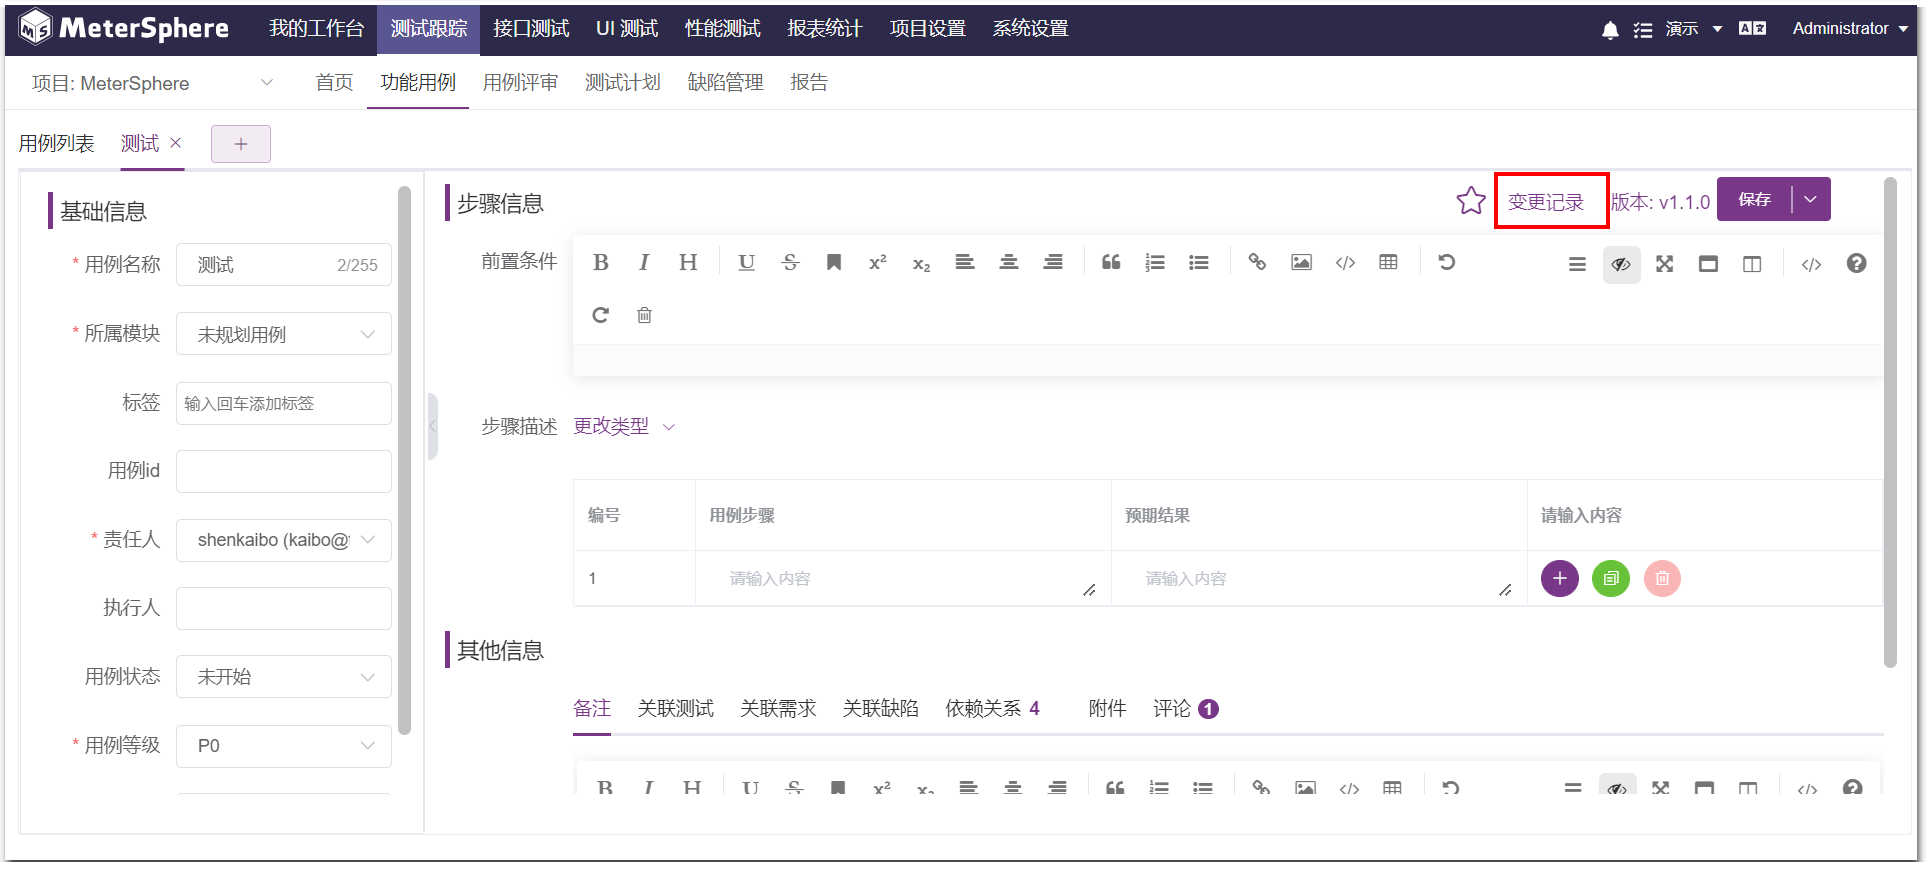 MeterSphere 我的工作台 测试跟踪 接口测试 UI 测试 性能测试 报表统计 项目设置 系统设置 演示 Administrator
项目: MeterSphere 首页 功能用例 用例评审 测试计划 缺陷管理 报告
用例列表 测试 × +
基础信息
* 用例名称 测试 2/255
* 所属模块 未规划用例
标签 输入回车添加标签
用例id
* 责任人 shenkaibo (kaibo@
执行人
用例状态 未开始
* 用例等级 P0
步骤信息 变更记录 版本: v1.1.0 保存
前置条件
步骤描述 更改类型
编号 用例步骤 预期结果 请输入内容
1 请输入内容 请输入内容
其他信息
备注 关联测试 关联需求 关联缺陷 依赖关系 4 附件 评论 1